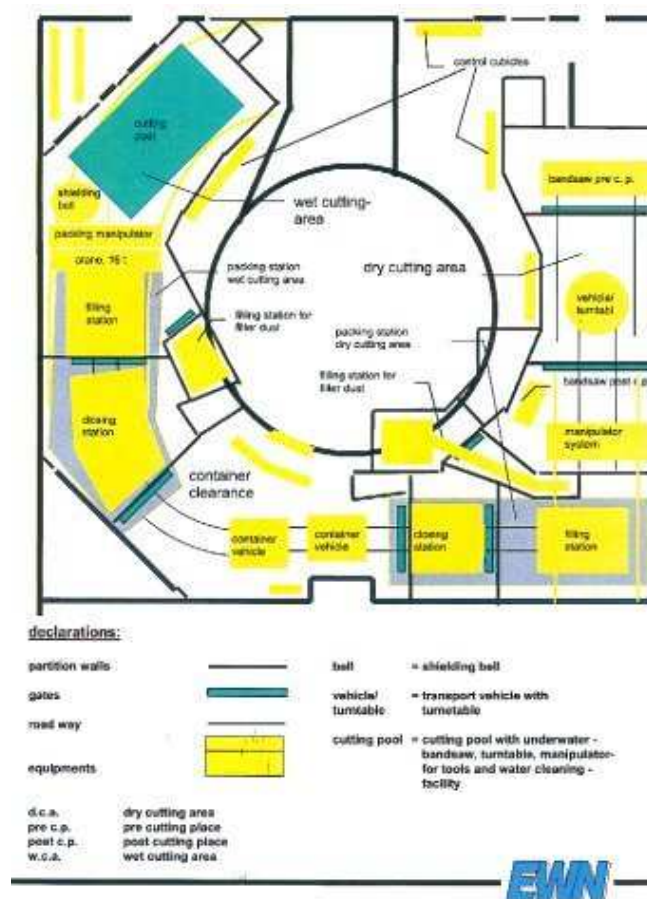 control cubicles
cutting
pool
shielding
bell
wet cutting-
area
bandsaw pre c. p.
packing manipulator
crane, 16 t
packing station
wet cutting area
dry cutting area
filling
station
filling station for
filler dust
packing station
dry cutting area
vehicle/
turntabl
filling station for
filler dust
bandsaw post c.p
closing
station
manipulator
system
container
clearance
container
vehicle
container
vehicle
closing
station
filling
station
declarations:
partition walls
bell = shielding bell
gates
vehicle/ = transport vehicle with
turntable turnetable
road way
cutting pool = cutting pool with underwater -
bandsaw, turntable, manipulator-
for tools and water cleaning -
facility
equipments
d.c.a. dry cutting area
pre c.p. pre cutting place
post c.p. post cutting place
w.c.a. wet cutting area
EWN